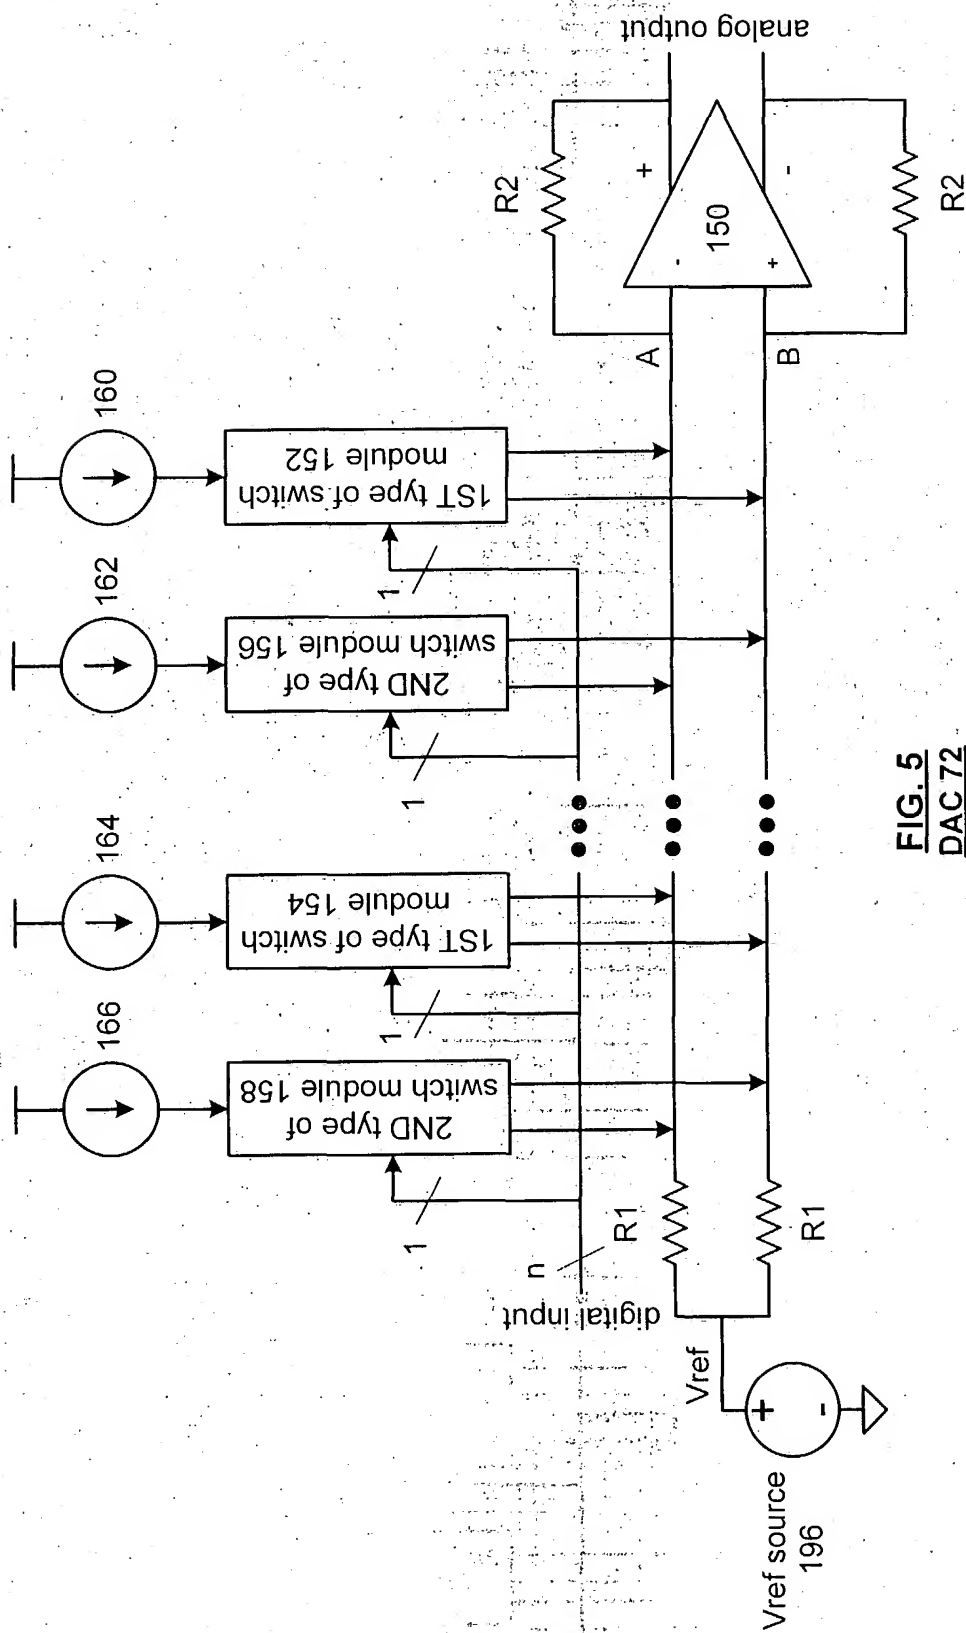 160
162
164
166
1ST type of switch
module 152
2ND type of
switch module 156
1ST type of switch
module 154
2ND type of
switch module 158
1
1
1
1
n
digital input
R1
R1
Vref
+
-
Vref source
196
A
B
R2
R2
-
+
150
+
-
analog output
FIG. 5
DAC 72